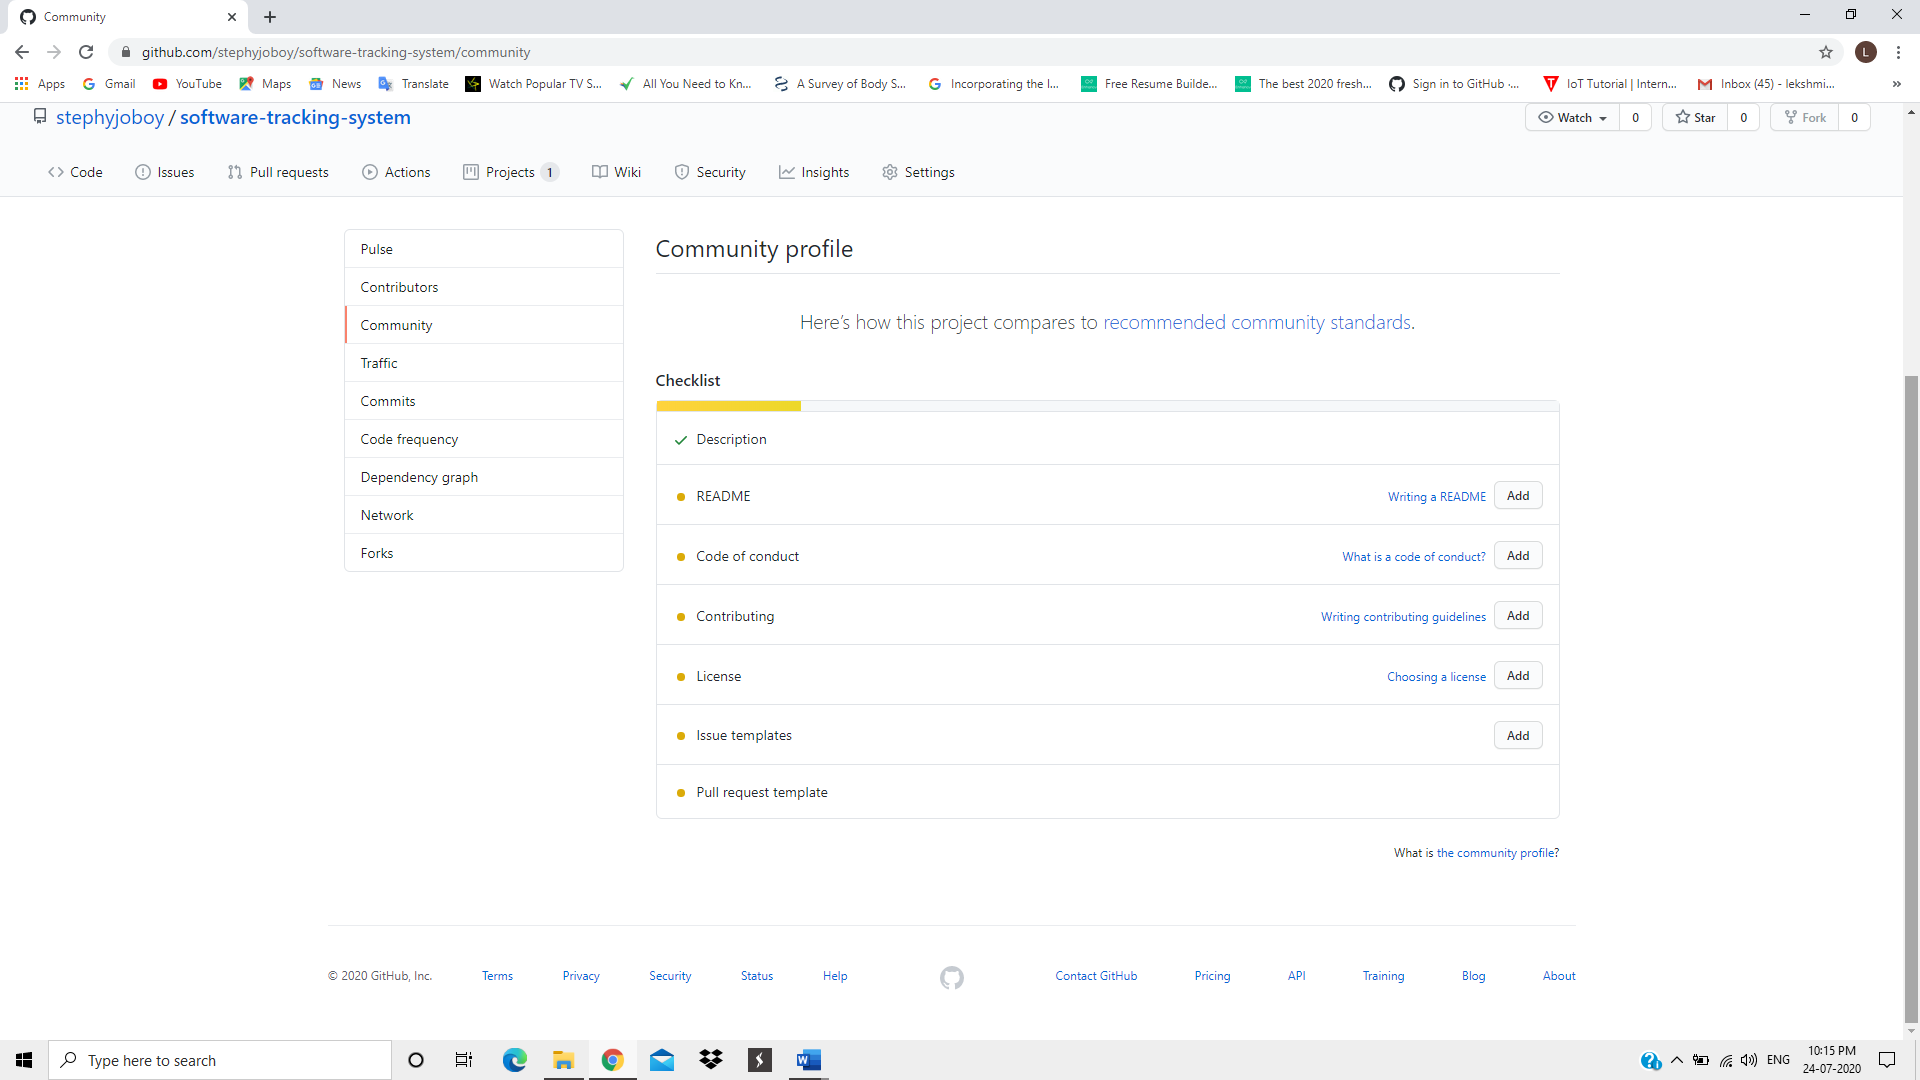 Community
github.com/stephyjoboy/software-tracking-system/community
L
Apps Gmail YouTube Maps News Translate Watch Popular TV S... All You Need to Kn... A Survey of Body S... Incorporating the I... Free Resume Builde... The best 2020 fresh... Sign in to GitHub ·... IoT Tutorial | Intern... Inbox (45) - lekshmi... »
stephyjoboy / software-tracking-system
Watch 0 Star 0 Fork 0
Code Issues Pull requests Actions Projects 1 Wiki Security Insights Settings
Pulse
Contributors
Community
Traffic
Commits
Code frequency
Dependency graph
Network
Forks
Community profile
Here's how this project compares to recommended community standards.
Checklist
Description
README Writing a README Add
Code of conduct What is a code of conduct? Add
Contributing Writing contributing guidelines Add
License Choosing a license Add
Issue templates Add
Pull request template
What is the community profile?
© 2020 GitHub, Inc. Terms Privacy Security Status Help Contact GitHub Pricing API Training Blog About
Type here to search
ENG
10:15 PM
24-07-2020